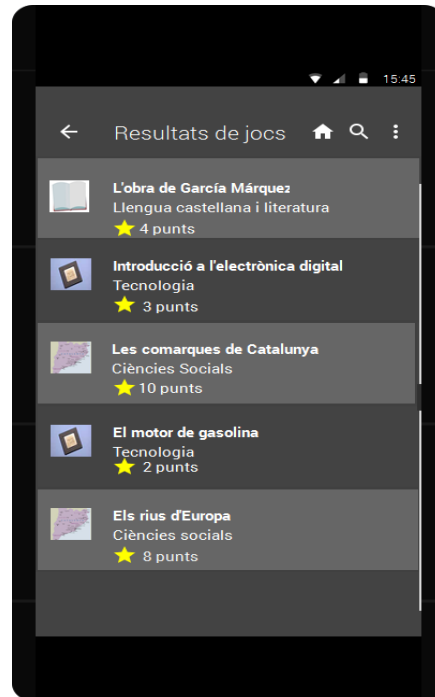 15:45
Resultats de jocs
L'obra de García Márquez
Llengua castellana i literatura
4 punts
Introducció a l'electrònica digital
Tecnologia
3 punts
Les comarques de Catalunya
Ciències Socials
10 punts
El motor de gasolina
Tecnologia
2 punts
Els rius d'Europa
Ciències socials
8 punts